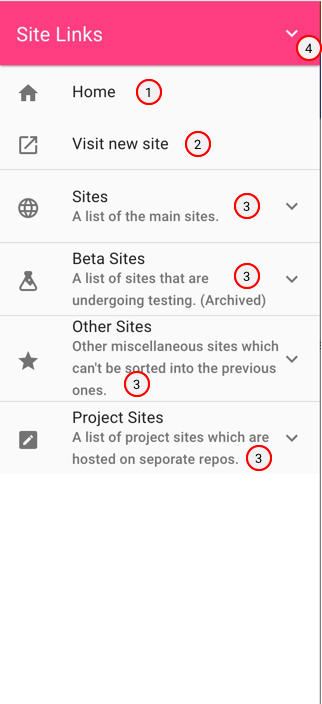 Site Links
4
Home 1
Visit new site 2
Sites
A list of the main sites. 3
Beta Sites
A list of sites that are 3
undergoing testing. (Archived)
Other Sites
Other miscellaneous sites which
can't be sorted into the previous
ones. 3
Project Sites
A list of project sites which are
hosted on seporate repos. 3